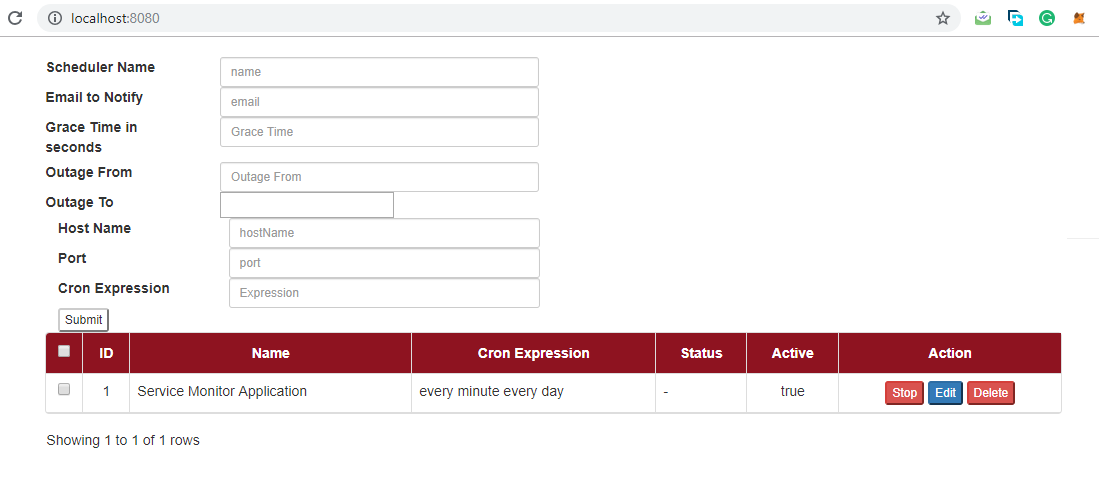 localhost:8080
Scheduler Name name
Email to Notify email
Grace Time in Grace Time
seconds
Outage From Outage From
Outage To
Host Name hostName
Port port
Cron Expression Expression
Submit
ID Name Cron Expression Status Active Action
1 Service Monitor Application every minute every day - true Stop Edit Delete
Showing 1 to 1 of 1 rows